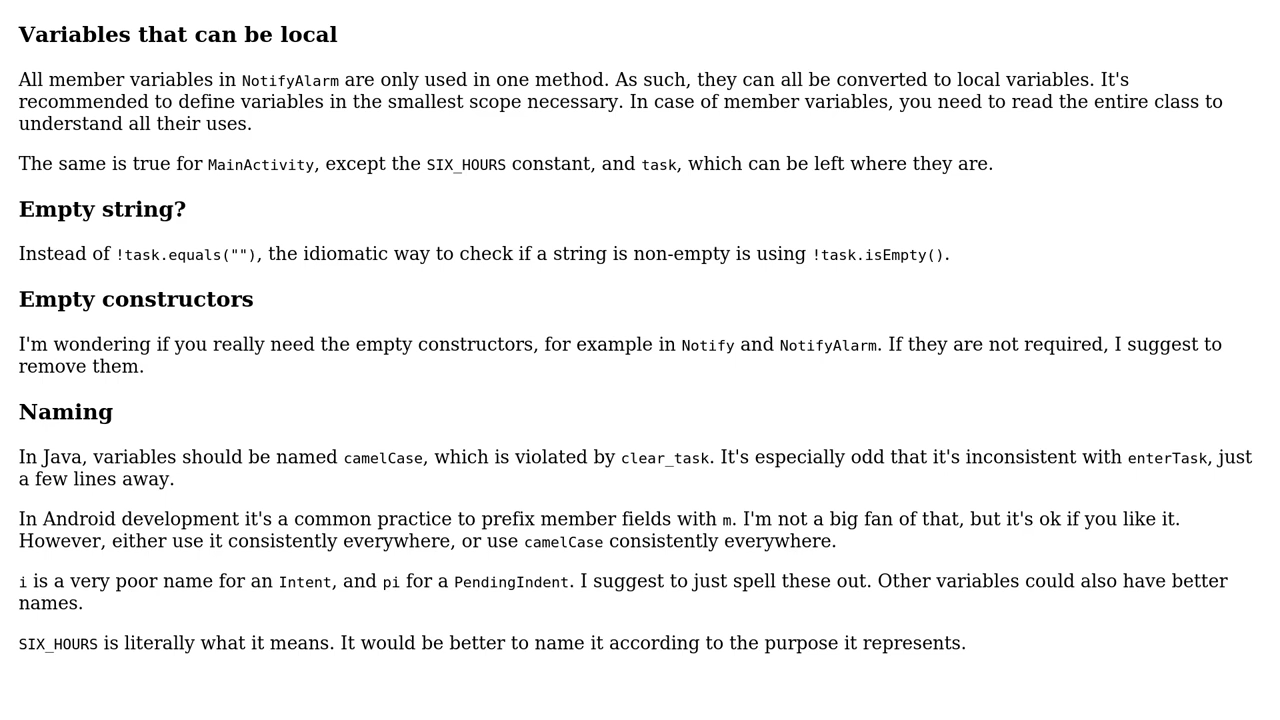 Variables that can be local
All member variables in NotifyAlarm are only used in one method. As such, they can all be converted to local variables. It's
recommended to define variables in the smallest scope necessary. In case of member variables, you need to read the entire class to
understand all their uses.
The same is true for MainActivity, except the SIX_HOURS constant, and task, which can be left where they are.
Empty string?
Instead of !task.equals(""), the idiomatic way to check if a string is non-empty is using !task.isEmpty().
Empty constructors
I'm wondering if you really need the empty constructors, for example in Notify and NotifyAlarm. If they are not required, I suggest to
remove them.
Naming
In Java, variables should be named camelCase, which is violated by clear_task. It's especially odd that it's inconsistent with enterTask, just
a few lines away.
In Android development it's a common practice to prefix member fields with m. I'm not a big fan of that, but it's ok if you like it.
However, either use it consistently everywhere, or use camelCase consistently everywhere.
i is a very poor name for an Intent, and pi for a PendingIndent. I suggest to just spell these out. Other variables could also have better
names.
SIX_HOURS is literally what it means. It would be better to name it according to the purpose it represents.